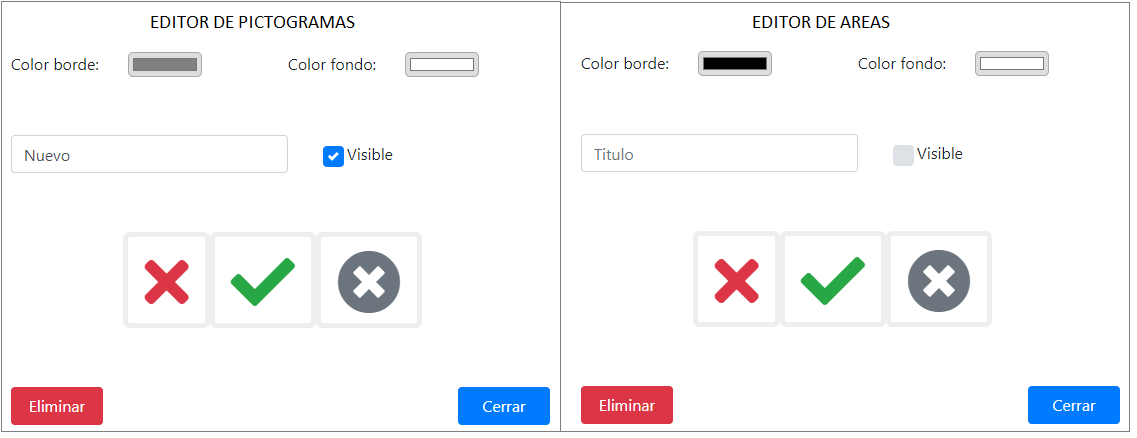 EDITOR DE PICTOGRAMAS
Color borde: Color fondo:
Nuevo Visible
Eliminar Cerrar
EDITOR DE AREAS
Color borde: Color fondo:
Titulo Visible
Eliminar Cerrar